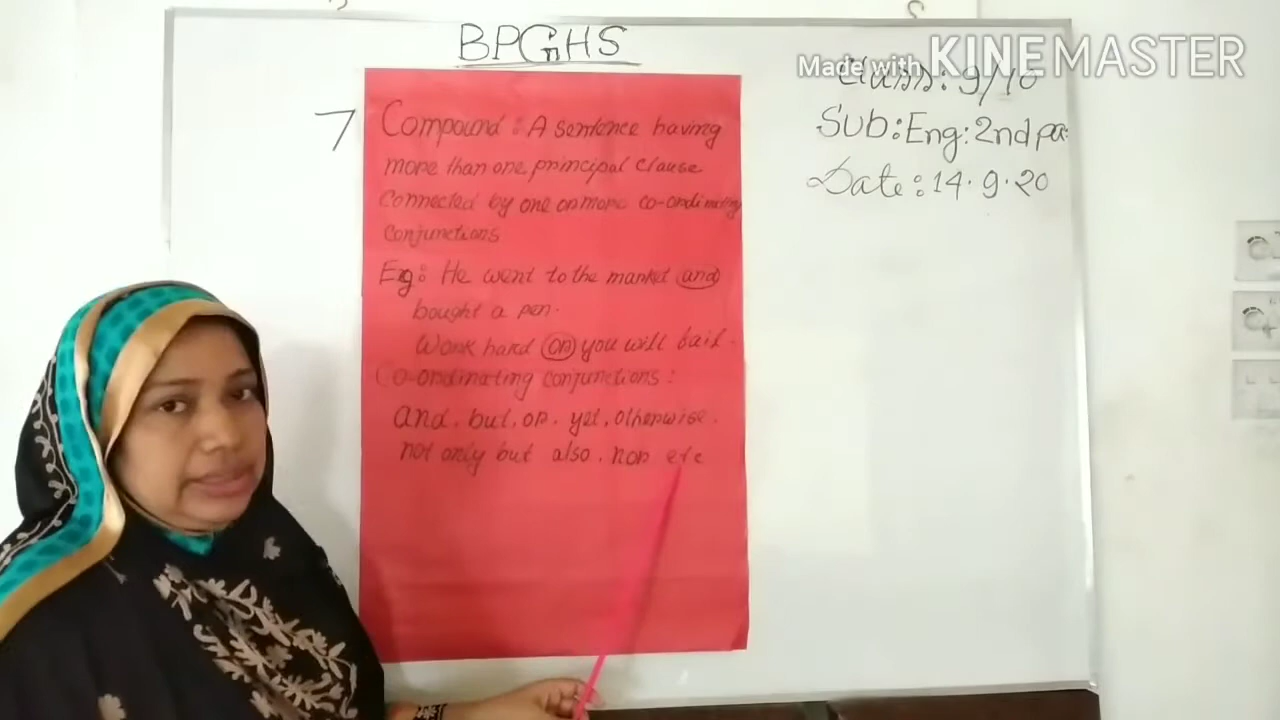 BPGHS
Made with KINEMASTER
Class: 9/10
Sub: Eng: 2nd par
Date: 14.9.20
7
Compound: A sentence having
more than one principal clause
connected by one or more co-ordinating
conjunctions
Eg: He went to the market and
bought a pen.
Work hard or you will fail.
Co-ordinating conjunctions:
and, but, or, yet, otherwise.
not only but also, nor etc